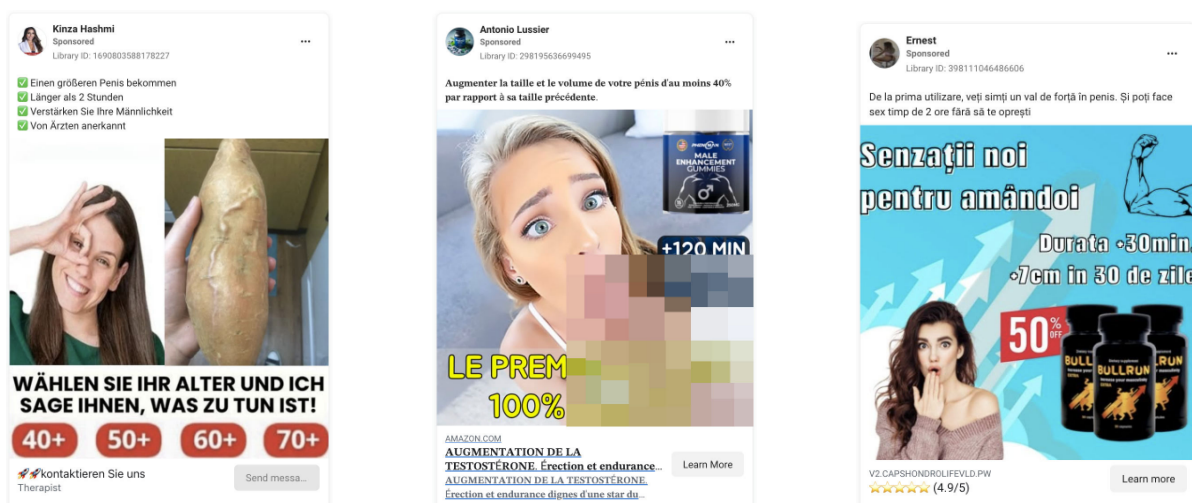 Kinza Hashmi
Sponsored
Library ID: 1690803588178227
Einen größeren Penis bekommen
Länger als 2 Stunden
Verstärken Sie Ihre Männlichkeit
Von Ärzten anerkannt
WÄHLEN SIE IHR ALTER UND ICH
SAGE IHNEN, WAS ZU TUN IST!
40+ 50+ 60+ 70+
kontaktieren Sie uns
Therapist
Send messa...
Antonio Lussier
Sponsored
Library ID: 298195636699495
Augmenter la taille et le volume de votre pénis d'au moins 40%
par rapport à sa taille précédente.
MALE
ENHANCEMENT
GUMMIES
+120 MIN
LE PREM
100%
AMAZON.COM
AUGMENTATION DE LA
TESTOSTÉRONE. Érection et endurance...
AUGMENTATION DE LA TESTOSTÉRONE.
Érection et endurance dignes d'une star du...
Learn More
Ernest
Sponsored
Library ID: 398111046486606
De la prima utilizare, veți simți un val de forță în penis. Și poți face
sex timp de 2 ore fără să te oprești
Senzații noi
pentru amândoi
Durata +30min,
+7cm in 30 de zile
50% OFF
BULLRUN
V2.CAPSHONDROLIFEVLD.PW
(4.9/5)
Learn more